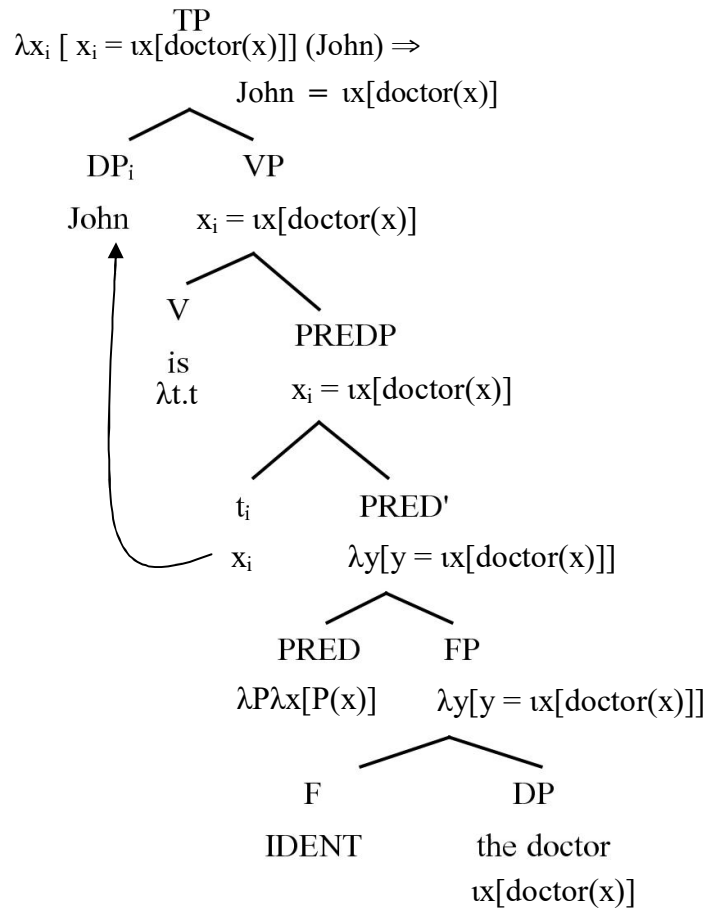 TP
λxᵢ [ xᵢ = ιx[doctor(x)]] (John) ⇒
John = ιx[doctor(x)]
DPᵢ VP
John xᵢ = ιx[doctor(x)]
V
PREDP
is
λt.t xᵢ = ιx[doctor(x)]
tᵢ PRED'
xᵢ λy[y = ιx[doctor(x)]]
PRED FP
λPλx[P(x)] λy[y = ιx[doctor(x)]]
F DP
IDENT the doctor
ιx[doctor(x)]